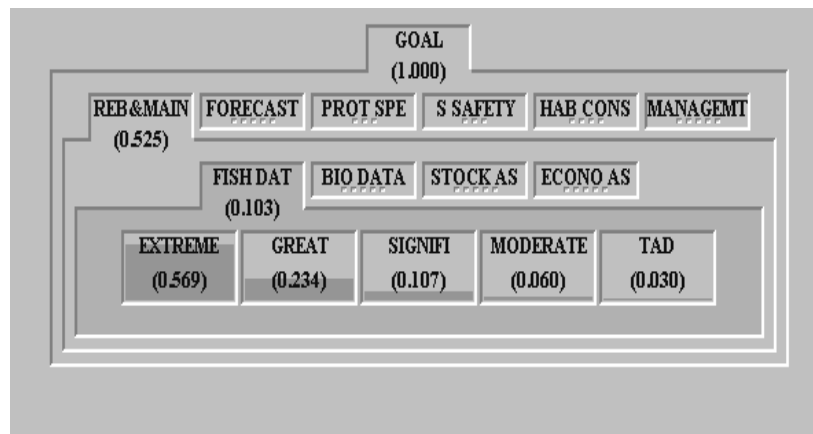 GOAL
(1.000)
REB&MAIN FORECAST PROT SPE S SAFETY HAB CONS MANAGEMT
(0.525)
FISH DAT BIO DATA STOCK AS ECONO AS
(0.103)
EXTREME GREAT SIGNIFI MODERATE TAD
(0.569) (0.234) (0.107) (0.060) (0.030)